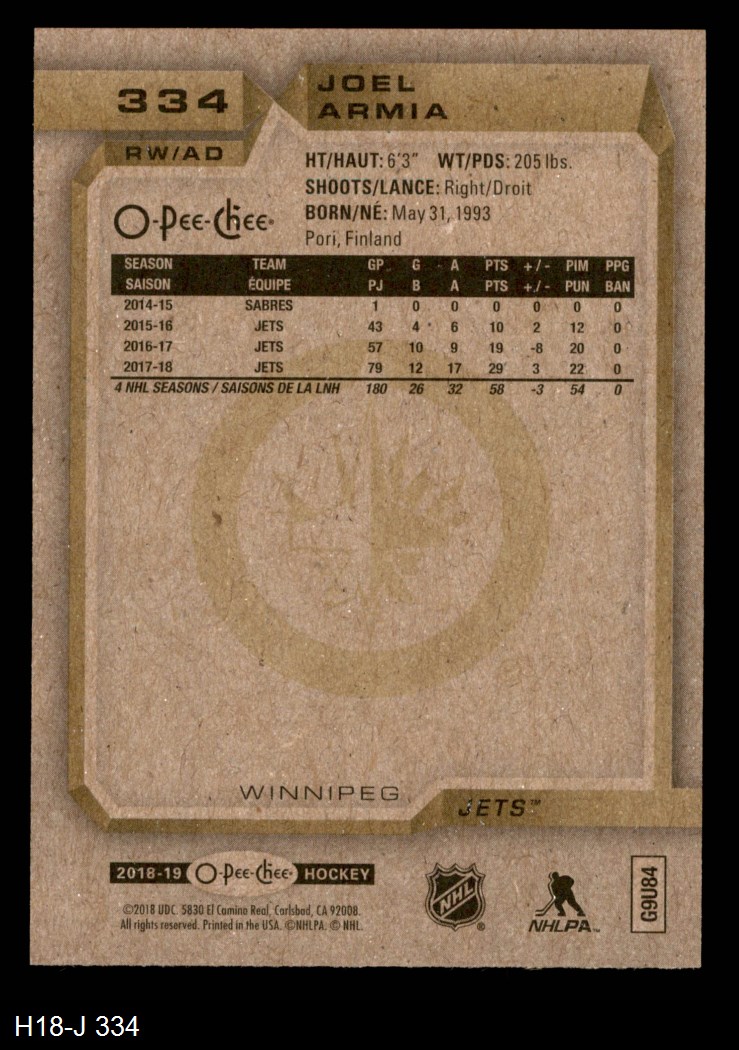 334
JOEL
ARMIA
RW/AD
HT/HAUT: 6'3" WT/PDS: 205 lbs.
SHOOTS/LANCE: Right/Droit
BORN/NÉ: May 31, 1993
Pori, Finland
O-Pee-Chee®
SEASON TEAM GP G A PTS +/- PIM PPG
SAISON ÉQUIPE PJ B A PTS +/- PUN BAN
2014-15 SABRES 1 0 0 0 0 0 0
2015-16 JETS 43 4 6 10 2 12 0
2016-17 JETS 57 10 9 19 -8 20 0
2017-18 JETS 79 12 17 29 3 22 0
4 NHL SEASONS / SAISONS DE LA LNH 180 26 32 58 -3 54 0
WINNIPEG
JETS™
2018-19 O-Pee-Chee® HOCKEY
©2018 UDC. 5830 El Camino Real, Carlsbad, CA 92008.
All rights reserved. Printed in the USA. ©NHLPA. © NHL.
NHL®
NHLPA™
G9U84
H18-J 334